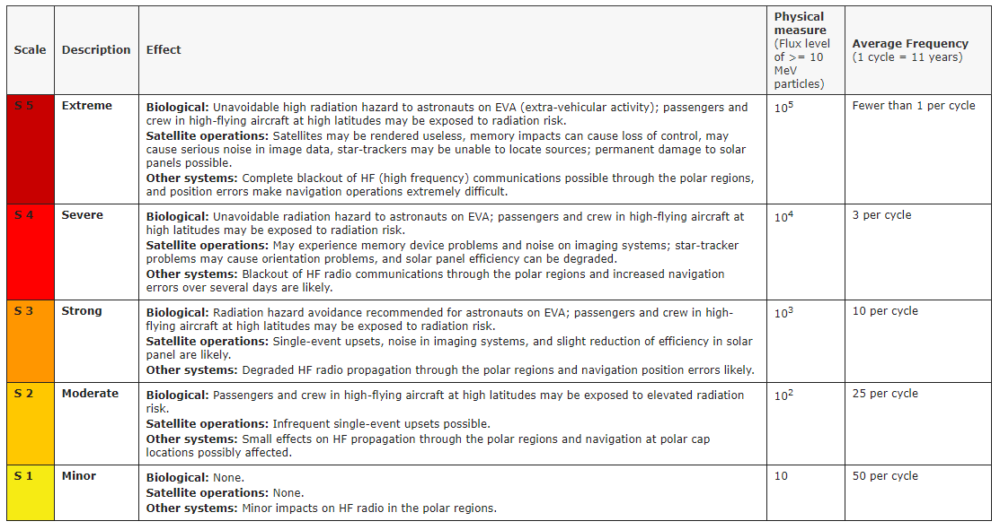 Scale Description Effect Physical measure (Flux level of >= 10 MeV particles) Average Frequency (1 cycle = 11 years)
S 5 Extreme
Biological: Unavoidable high radiation hazard to astronauts on EVA (extra-vehicular activity); passengers and
crew in high-flying aircraft at high latitudes may be exposed to radiation risk.
Satellite operations: Satellites may be rendered useless, memory impacts can cause loss of control, may
cause serious noise in image data, star-trackers may be unable to locate sources; permanent damage to solar
panels possible.
Other systems: Complete blackout of HF (high frequency) communications possible through the polar regions,
and position errors make navigation operations extremely difficult.
10⁵
Fewer than 1 per cycle
S 4 Severe
Biological: Unavoidable radiation hazard to astronauts on EVA; passengers and crew in high-flying aircraft at
high latitudes may be exposed to radiation risk.
Satellite operations: May experience memory device problems and noise on imaging systems; star-tracker
problems may cause orientation problems, and solar panel efficiency can be degraded.
Other systems: Blackout of HF radio communications through the polar regions and increased navigation
errors over several days are likely.
10⁴
3 per cycle
S 3 Strong
Biological: Radiation hazard avoidance recommended for astronauts on EVA; passengers and crew in high-
flying aircraft at high latitudes may be exposed to radiation risk.
Satellite operations: Single-event upsets, noise in imaging systems, and slight reduction of efficiency in solar
panel are likely.
Other systems: Degraded HF radio propagation through the polar regions and navigation position errors likely.
10³
10 per cycle
S 2 Moderate
Biological: Passengers and crew in high-flying aircraft at high latitudes may be exposed to elevated radiation
risk.
Satellite operations: Infrequent single-event upsets possible.
Other systems: Small effects on HF propagation through the polar regions and navigation at polar cap
locations possibly affected.
10²
25 per cycle
S 1 Minor
Biological: None.
Satellite operations: None.
Other systems: Minor impacts on HF radio in the polar regions.
10
50 per cycle